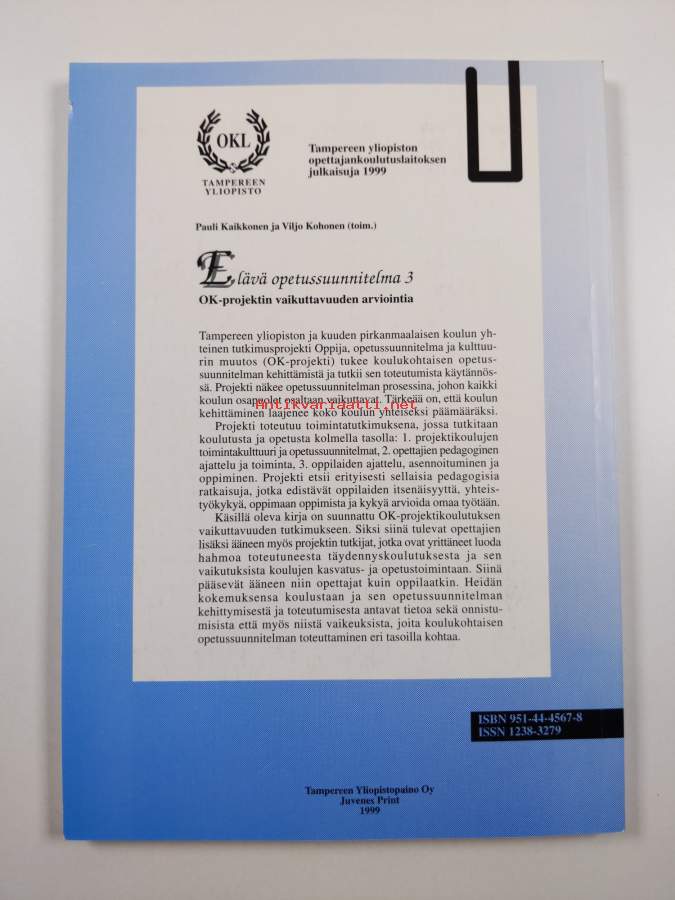 OKL
TAMPEREEN
YLIOPISTO
Tampereen yliopiston
opettajankoulutuslaitoksen
julkaisuja 1999
Pauli Kaikkonen ja Viljo Kohonen (toim.)
Elävä opetussuunnitelma 3
OK-projektin vaikuttavuuden arviointia
Tampereen yliopiston ja kuuden pirkanmaalaisen koulun yh-
teinen tutkimusprojekti Oppija, opetussuunnitelma ja kulttuu-
rin muutos (OK-projekti) tukee koulukohtaisen opetus-
suunnitelman kehittämistä ja tutkii sen toteutumista käytännös-
sä. Projekti näkee opetussuunnitelman prosessina, johon kaikki
koulun osapuolet osaltaan vaikuttavat. Tärkeää on, että koulun
Antikvariaatti.net
kehittäminen laajenee koko koulun yhteiseksi päämääräksi.
Projekti toteutuu toimintatutkimuksena, jossa tutkitaan
koulutusta ja opetusta kolmella tasolla: 1. projektikoulujen
toimintakulttuuri ja opetussuunnitelmat, 2. opettajien pedagoginen
ajattelu ja toiminta, 3. oppilaiden ajattelu, asennoituminen ja
oppiminen. Projekti etsii erityisesti sellaisia pedagogisia
ratkaisuja, jotka edistävät oppilaiden itsenäisyyttä, yhteis-
työkykyä, oppimaan oppimista ja kykyä arvioida omaa työtään.
Käsillä oleva kirja on suunnattu OK-projektikoulutuksen
vaikuttavuuden tutkimukseen. Siksi siinä tulevat opettajien
lisäksi ääneen myös projektin tutkijat, jotka ovat yrittäneet luoda
hahmoa toteutuneesta täydennyskoulutuksesta ja sen
vaikutuksista koulujen kasvatus- ja opetustoimintaan. Siinä
pääsevät ääneen niin opettajat kuin oppilaatkin. Heidän
kokemuksensa koulustaan ja sen opetussuunnitelman
kehittymisestä ja toteutumisesta antavat tietoa sekä onnistu-
misista että myös niistä vaikeuksista, joita koulukohtaisen
opetussuunnitelman toteuttaminen eri tasoilla kohtaa.
ISBN 951-44-4567-8
ISSN 1238-3279
Tampereen Yliopistopaino Oy
Juvenes Print
1999